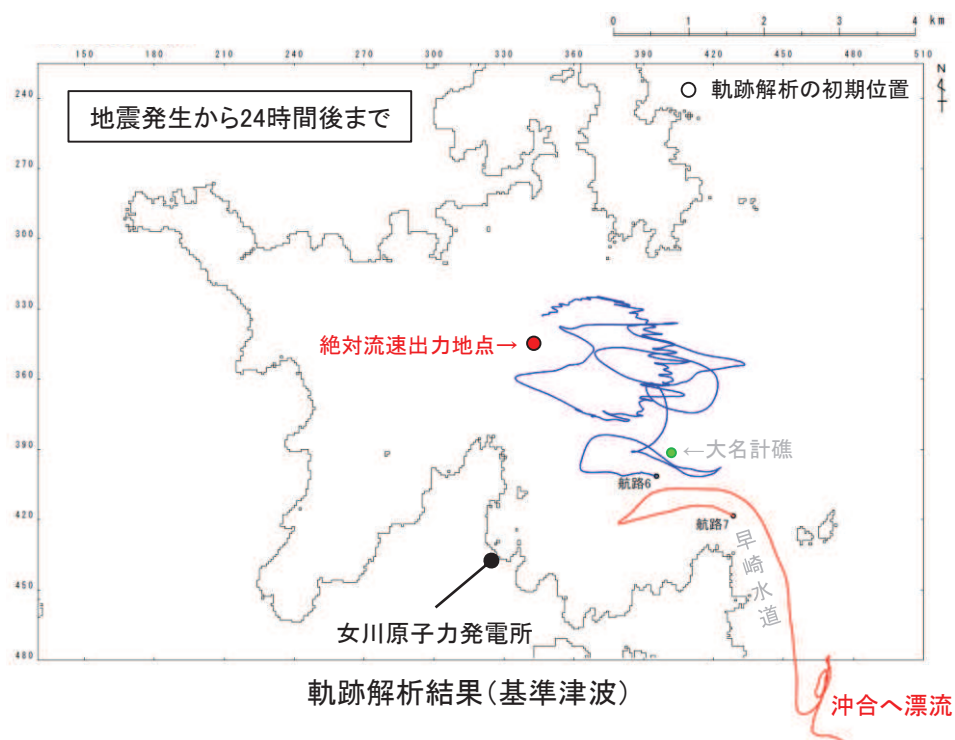 0 1 2 3 4 km
150 180 210 240 270 300 330 360 390 420 450 480 510
N
240
270
300
330
360
390
420
450
480
地震発生から24時間後まで
軌跡解析の初期位置
絶対流速出力地点→
←大名計礁
航路6
航路7
早崎水道
女川原子力発電所
沖合へ漂流
軌跡解析結果(基準津波)